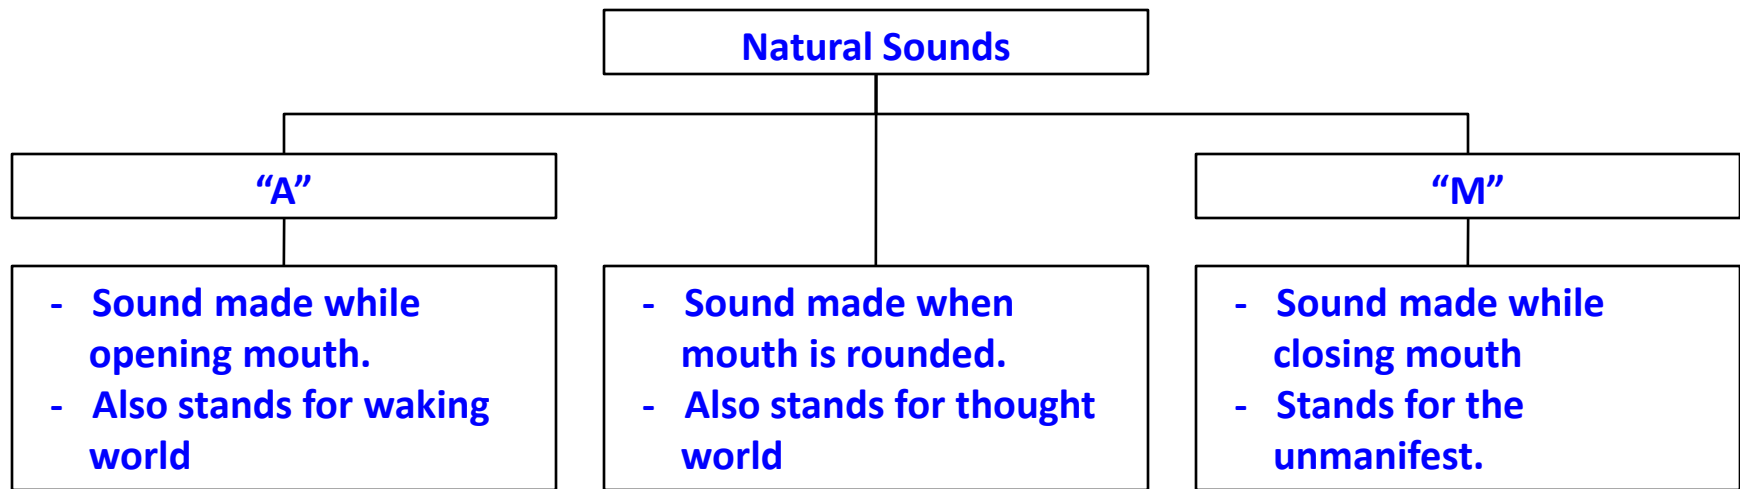 Natural Sounds
“A”
“M”
- Sound made while
opening mouth.
- Also stands for waking
world
- Sound made when
mouth is rounded.
- Also stands for thought
world
- Sound made while
closing mouth
- Stands for the
unmanifest.